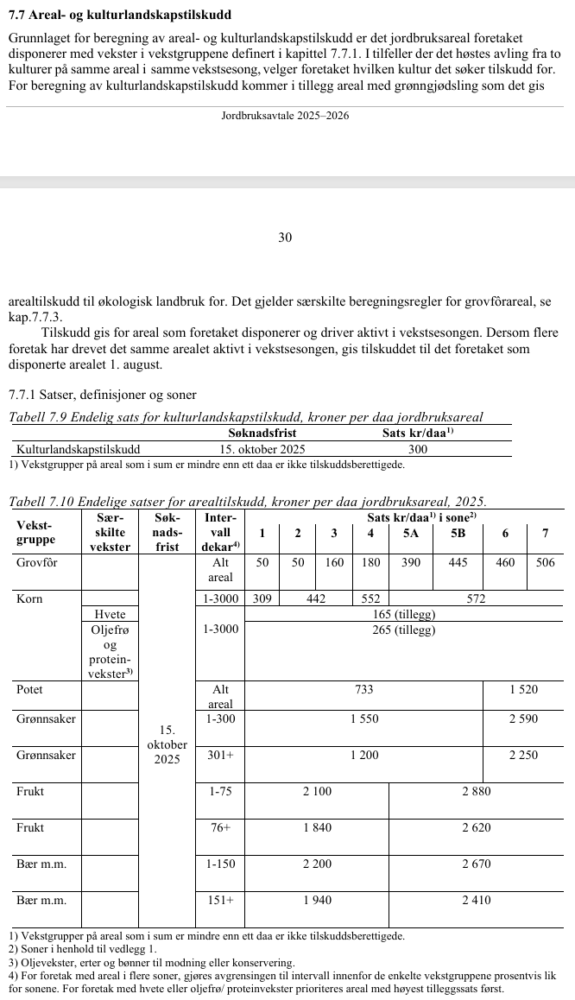 7.7 Areal- og kulturlandskapstilskudd
Grunnlaget for beregning av areal- og kulturlandskapstilskudd er det jordbruksareal foretaket
disponerer med vekster i vekstgruppene definert i kapittel 7.7.1. I tilfeller der det høstes avling fra to
kulturer på samme areal i samme vekstsesong, velger foretaket hvilken kultur det søker tilskudd for.
For beregning av kulturlandskapstilskudd kommer i tillegg areal med grønngjødsling som det gis
Jordbruksavtale 2025–2026
30
arealtilskudd til økologisk landbruk for. Det gjelder særskilte beregningsregler for grovfôrareal, se
kap.7.7.3.
Tilskudd gis for areal som foretaket disponerer og driver aktivt i vekstsesongen. Dersom flere
foretak har drevet det samme arealet aktivt i vekstsesongen, gis tilskuddet til det foretaket som
disponerte arealet 1. august.
7.7.1 Satser, definisjoner og soner
Tabell 7.9 Endelig sats for kulturlandskapstilskudd, kroner per daa jordbruksareal
Søknadsfrist Sats kr/daa1)
Kulturlandskapstilskudd 15. oktober 2025 300
1) Vekstgrupper på areal som i sum er mindre enn ett daa er ikke tilskuddsberettigede.
Tabell 7.10 Endelige satser for arealtilskudd, kroner per daa jordbruksareal, 2025.
Vekst- Sær- Søk- Inter- Sats kr/daa1) i sone2)
gruppe skilte nads- vall 1 2 3 4 5A 5B 6 7
vekster frist dekar4)
Grovfôr Alt 50 50 160 180 390 445 460 506
areal
Korn 1-3000 309 442 552 572
Hvete 165 (tillegg)
Oljefrø 1-3000 265 (tillegg)
og
protein-
vekster3)
Potet Alt 733 1 520
areal
Grønnsaker 1-300 1 550 2 590
15.
oktober
2025
Grønnsaker 301+ 1 200 2 250
Frukt 1-75 2 100 2 880
Frukt 76+ 1 840 2 620
Bær m.m. 1-150 2 200 2 670
Bær m.m. 151+ 1 940 2 410
1) Vekstgrupper på areal som i sum er mindre enn ett daa er ikke tilskuddsberettigede.
2) Soner i henhold til vedlegg 1.
3) Oljevekster, erter og bønner til modning eller konservering.
4) For foretak med areal i flere soner, gjøres avgrensingen til intervall innenfor de enkelte vekstgruppene prosentvis lik
for sonene. For foretak med hvete eller oljefrø/ proteinvekster prioriteres areal med høyest tilleggssats først.